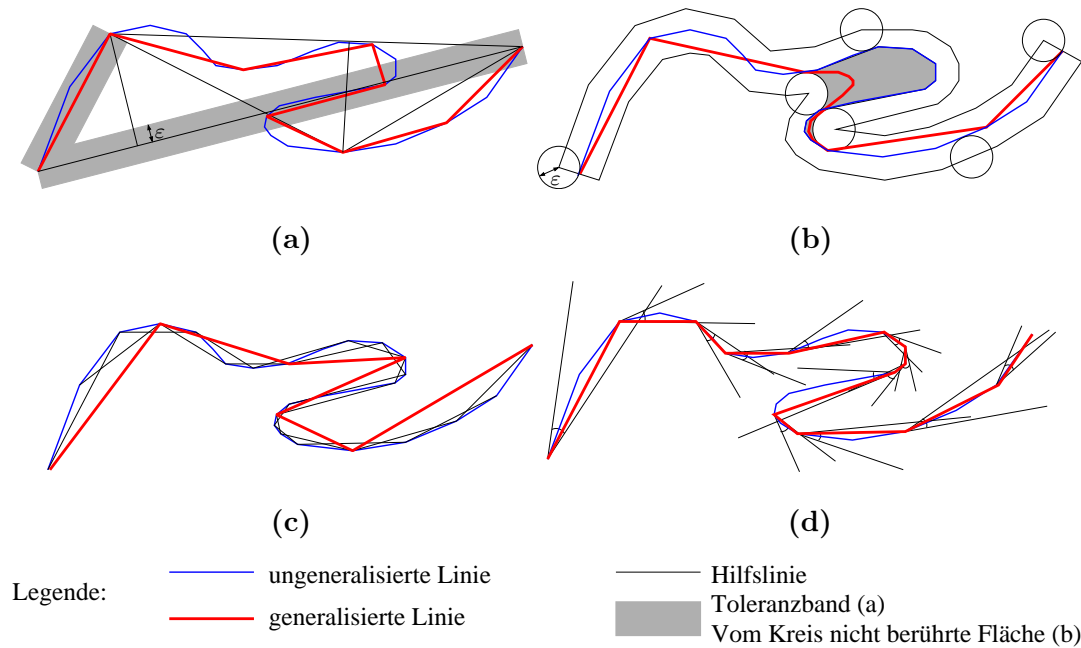 ε
(a)
ε
(b)
(c)
(d)
Legende:
ungeneralisierte Linie
generalisierte Linie
Hilfslinie
Toleranzband (a)
Vom Kreis nicht berührte Fläche (b)